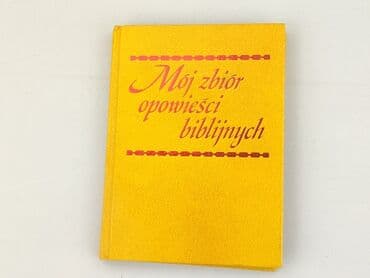 Mój zbiór
opowieści
biblijnych